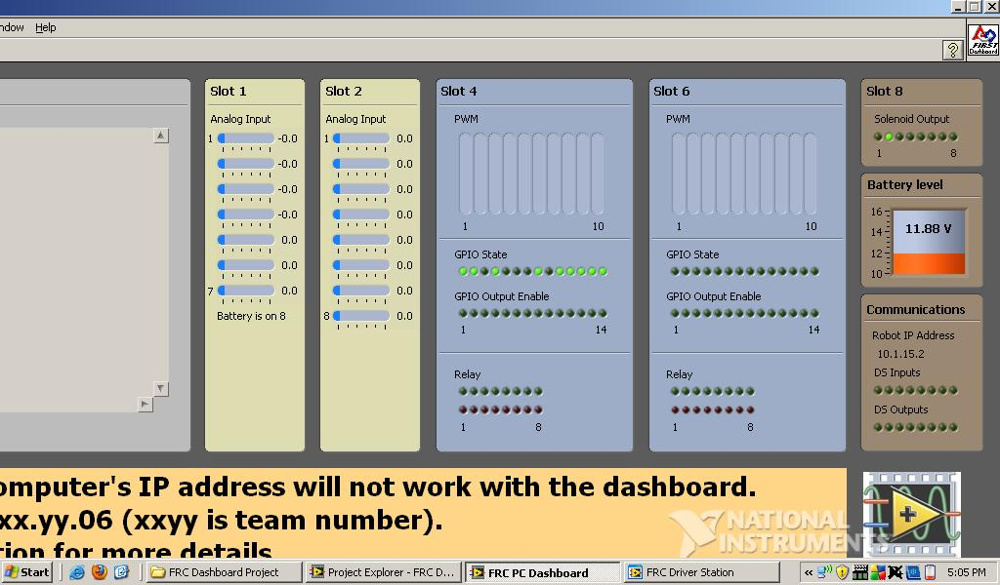 ndow Help
FIRST
Dashboard
?
Slot 1
Analog Input
1 -0.0
-0.0
-0.0
-0.0
0.0
0.0
7 0.0
Battery is on 8
Slot 2
Analog Input
1 0.0
0.0
0.0
0.0
0.0
0.0
0.0
8 0.0
Slot 4
PWM
1 10
GPIO State
GPIO Output Enable
1 14
Relay
1 8
Slot 6
PWM
1 10
GPIO State
GPIO Output Enable
1 14
Relay
1 8
Slot 8
Solenoid Output
1 8
Battery level
16
14
12
10
11.88 V
Communications
Robot IP Address
10.1.15.2
DS Inputs
DS Outputs
omputer's IP address will not work with the dashboard.
xx.yy.06 (xxyy is team number).
tion for more details
NATIONAL
INSTRUMENTS
Start FRC Dashboard Project Project Explorer - FRC D... FRC PC Dashboard FRC Driver Station 5:05 PM